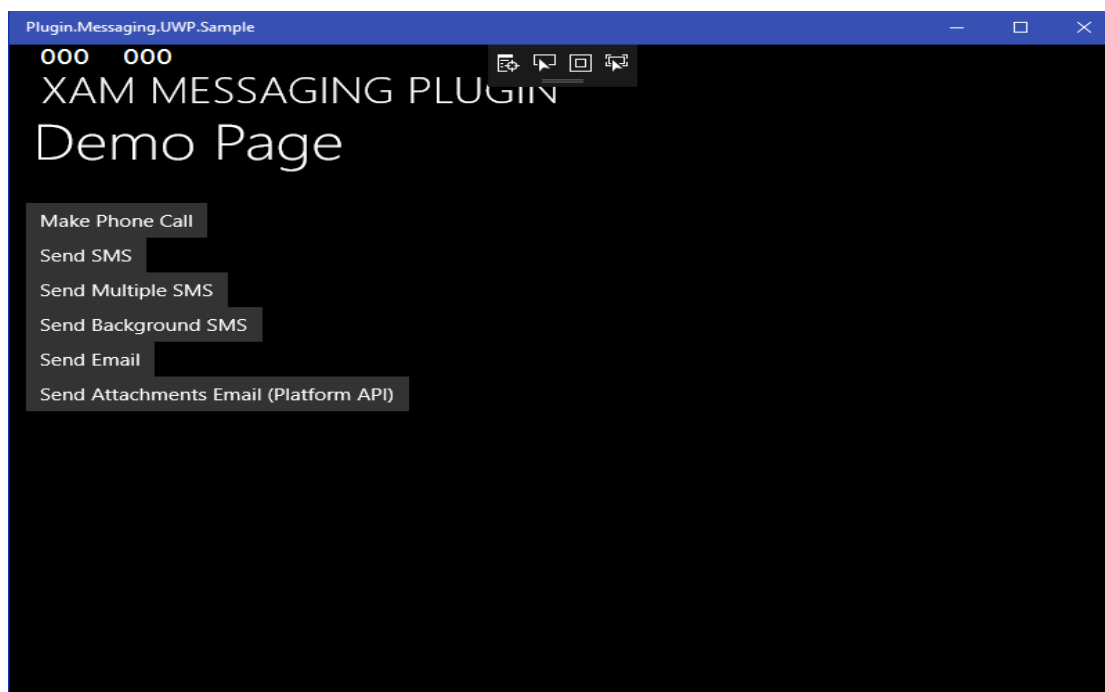 Plugin.Messaging.UWP.Sample
000 000
XAM MESSAGING PLUGIN
Demo Page
Make Phone Call
Send SMS
Send Multiple SMS
Send Background SMS
Send Email
Send Attachments Email (Platform API)